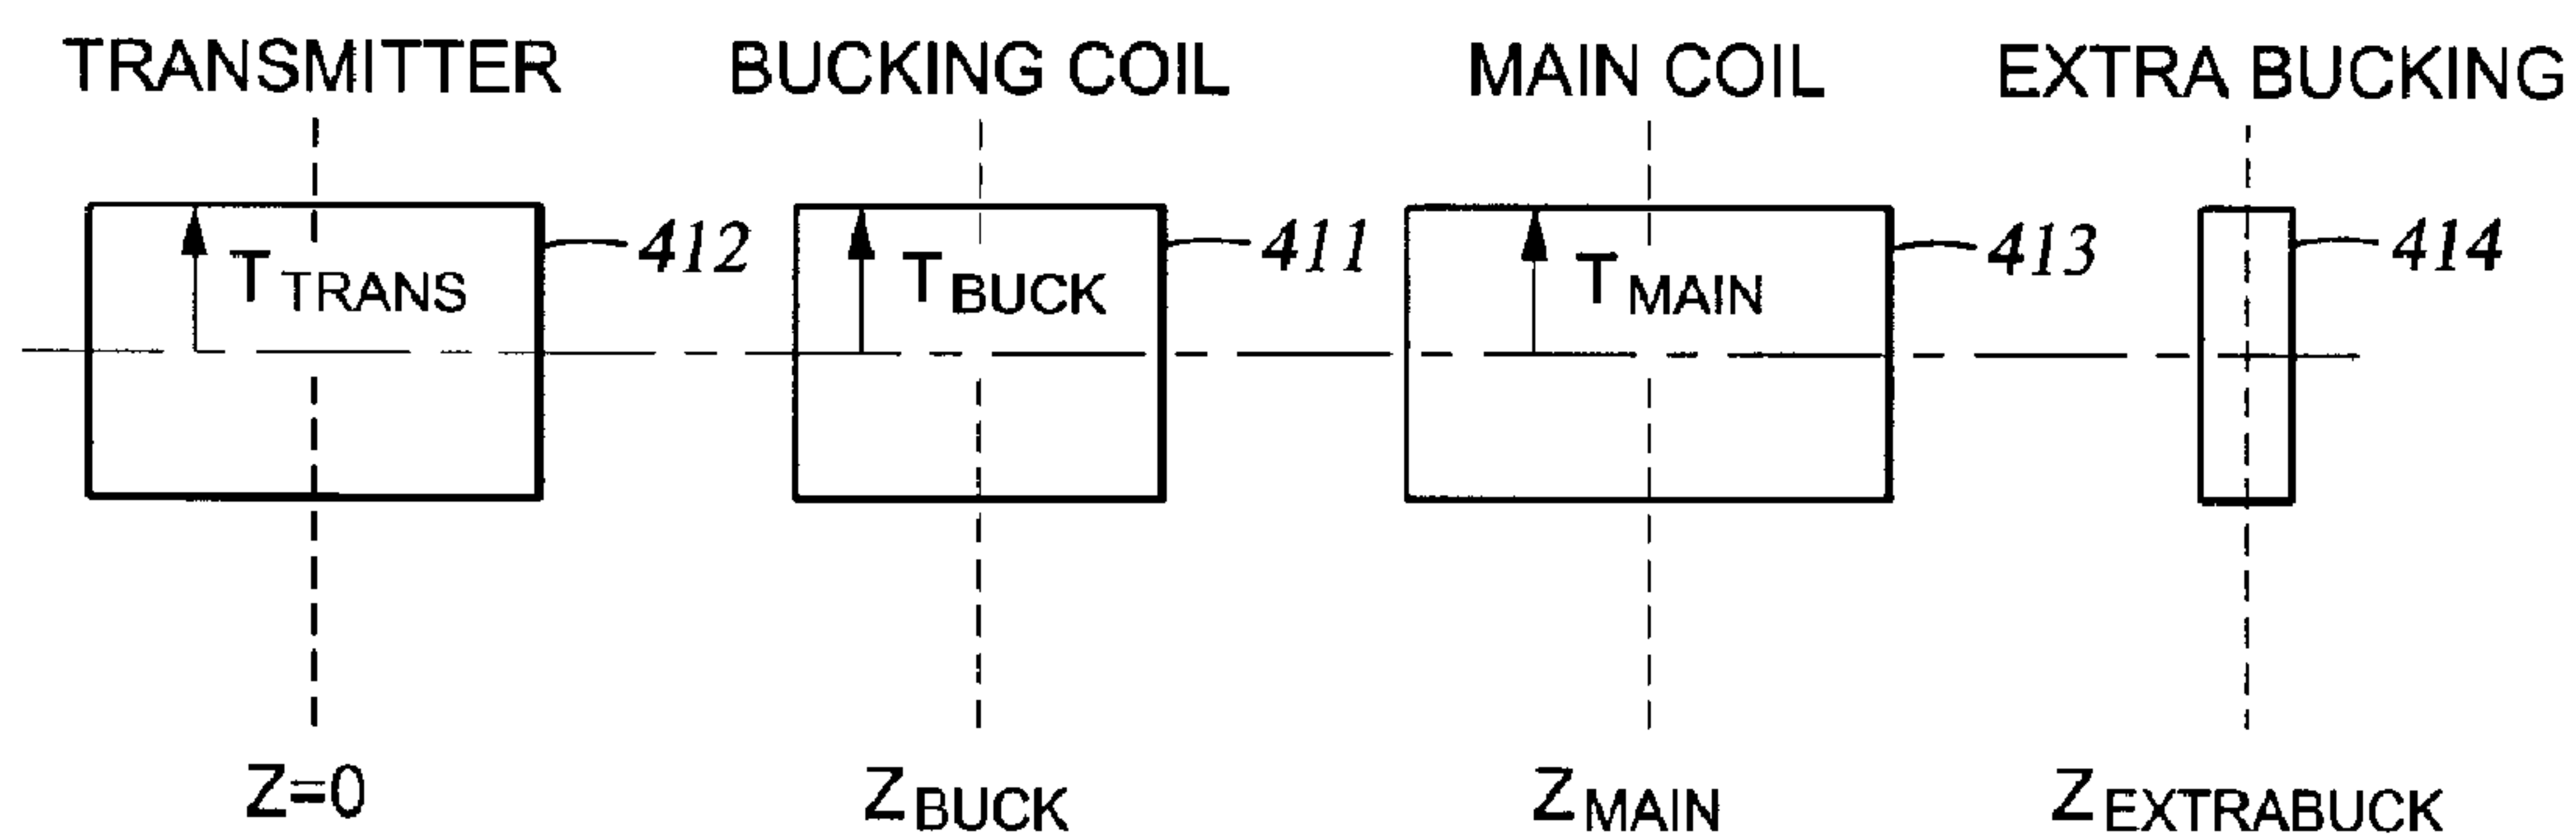 TRANSMITTER BUCKING COIL MAIN COIL EXTRA BUCKING
T TRANS 412 T BUCK 411 T MAIN 413 414
Z=0 Z BUCK Z MAIN Z EXTRABUCK